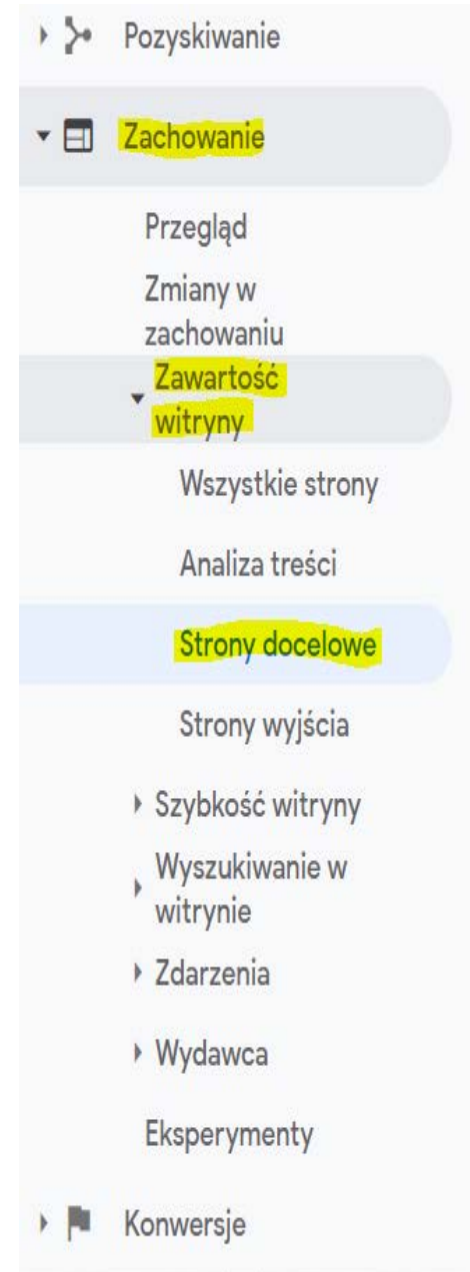 Pozyskiwanie
Zachowanie
Przegląd
Zmiany w
zachowaniu
Zawartość
witryny
Wszystkie strony
Analiza treści
Strony docelowe
Strony wyjścia
Szybkość witryny
Wyszukiwanie w
witrynie
Zdarzenia
Wydawca
Eksperymenty
Konwersje